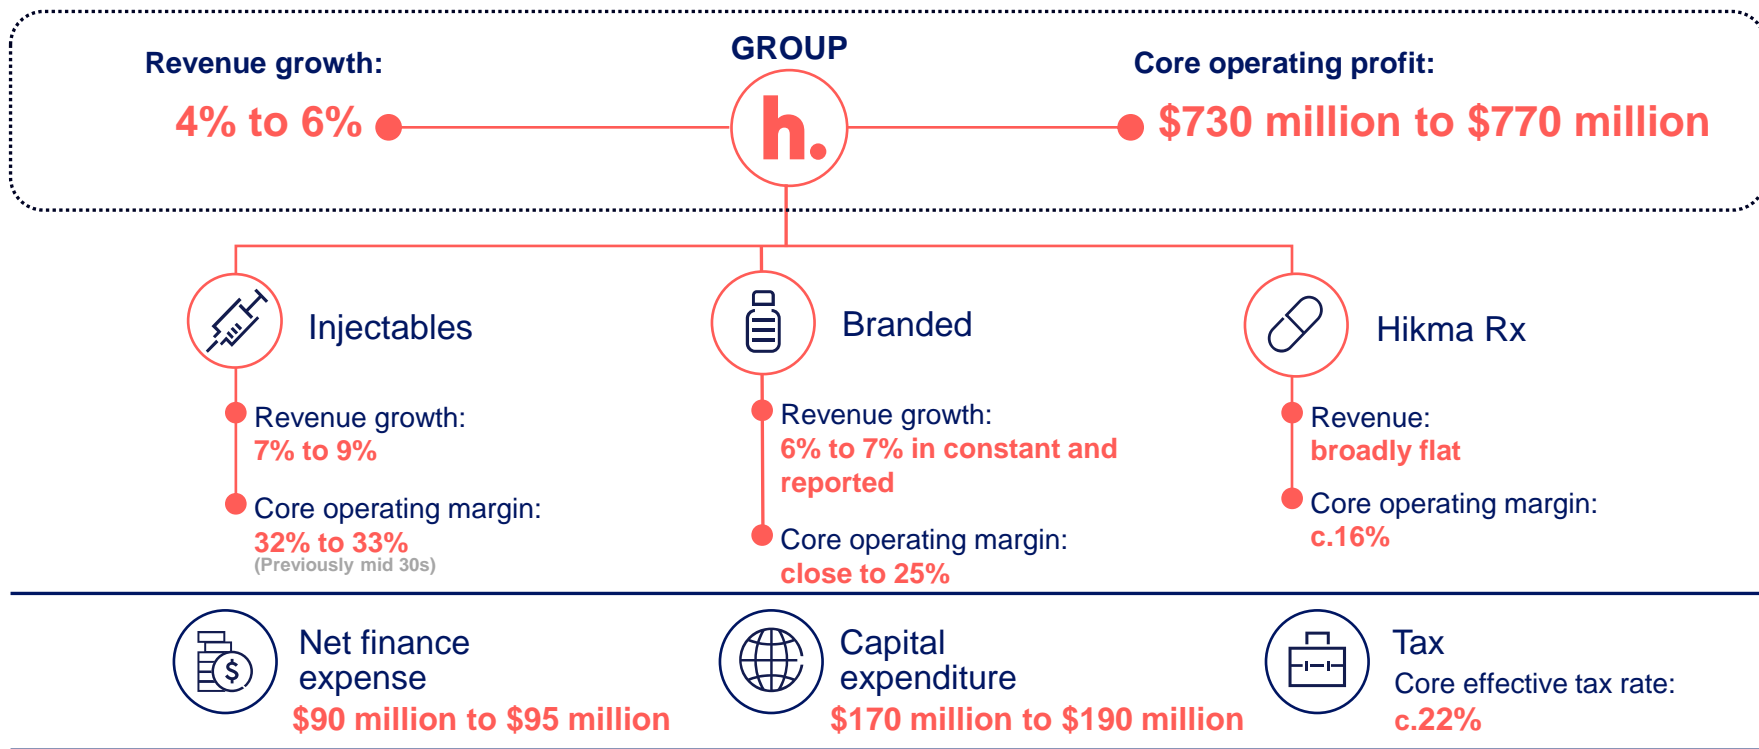 GROUP
Revenue growth:
4% to 6%
h.
Core operating profit:
$730 million to $770 million
Injectables
Revenue growth:
7% to 9%
Core operating margin:
32% to 33%
(Previously mid 30s)
Branded
Revenue growth:
6% to 7% in constant and
reported
Core operating margin:
close to 25%
Hikma Rx
Revenue:
broadly flat
Core operating margin:
c.16%
$
Net finance
expense
$90 million to $95 million
Capital
expenditure
$170 million to $190 million
Tax
Core effective tax rate:
c.22%